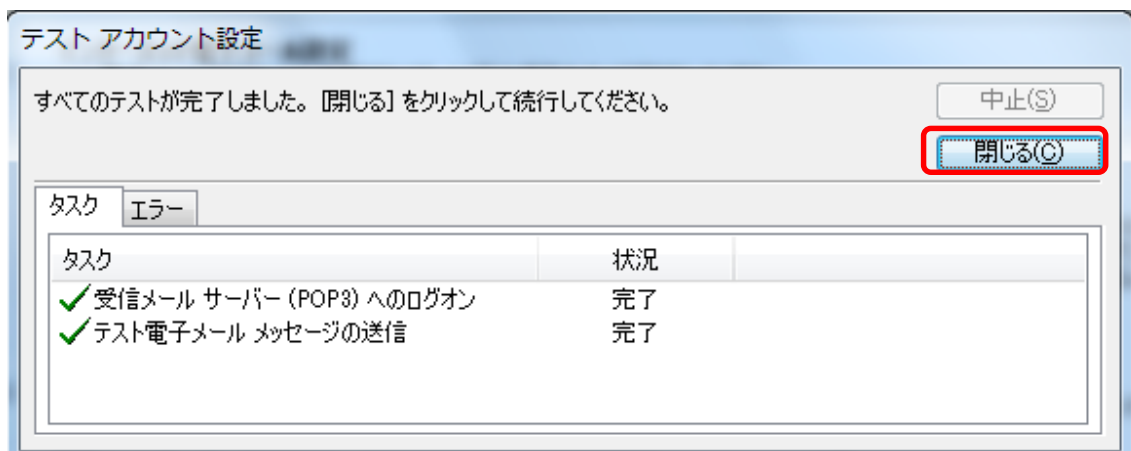 テスト アカウント設定
すべてのテストが完了しました。[閉じる] をクリックして続行してください。
中止(S)
閉じる(C)
タスク エラー
タスク 状況
受信メール サーバー (POP3) へのログオン 完了
テスト電子メール メッセージの送信 完了